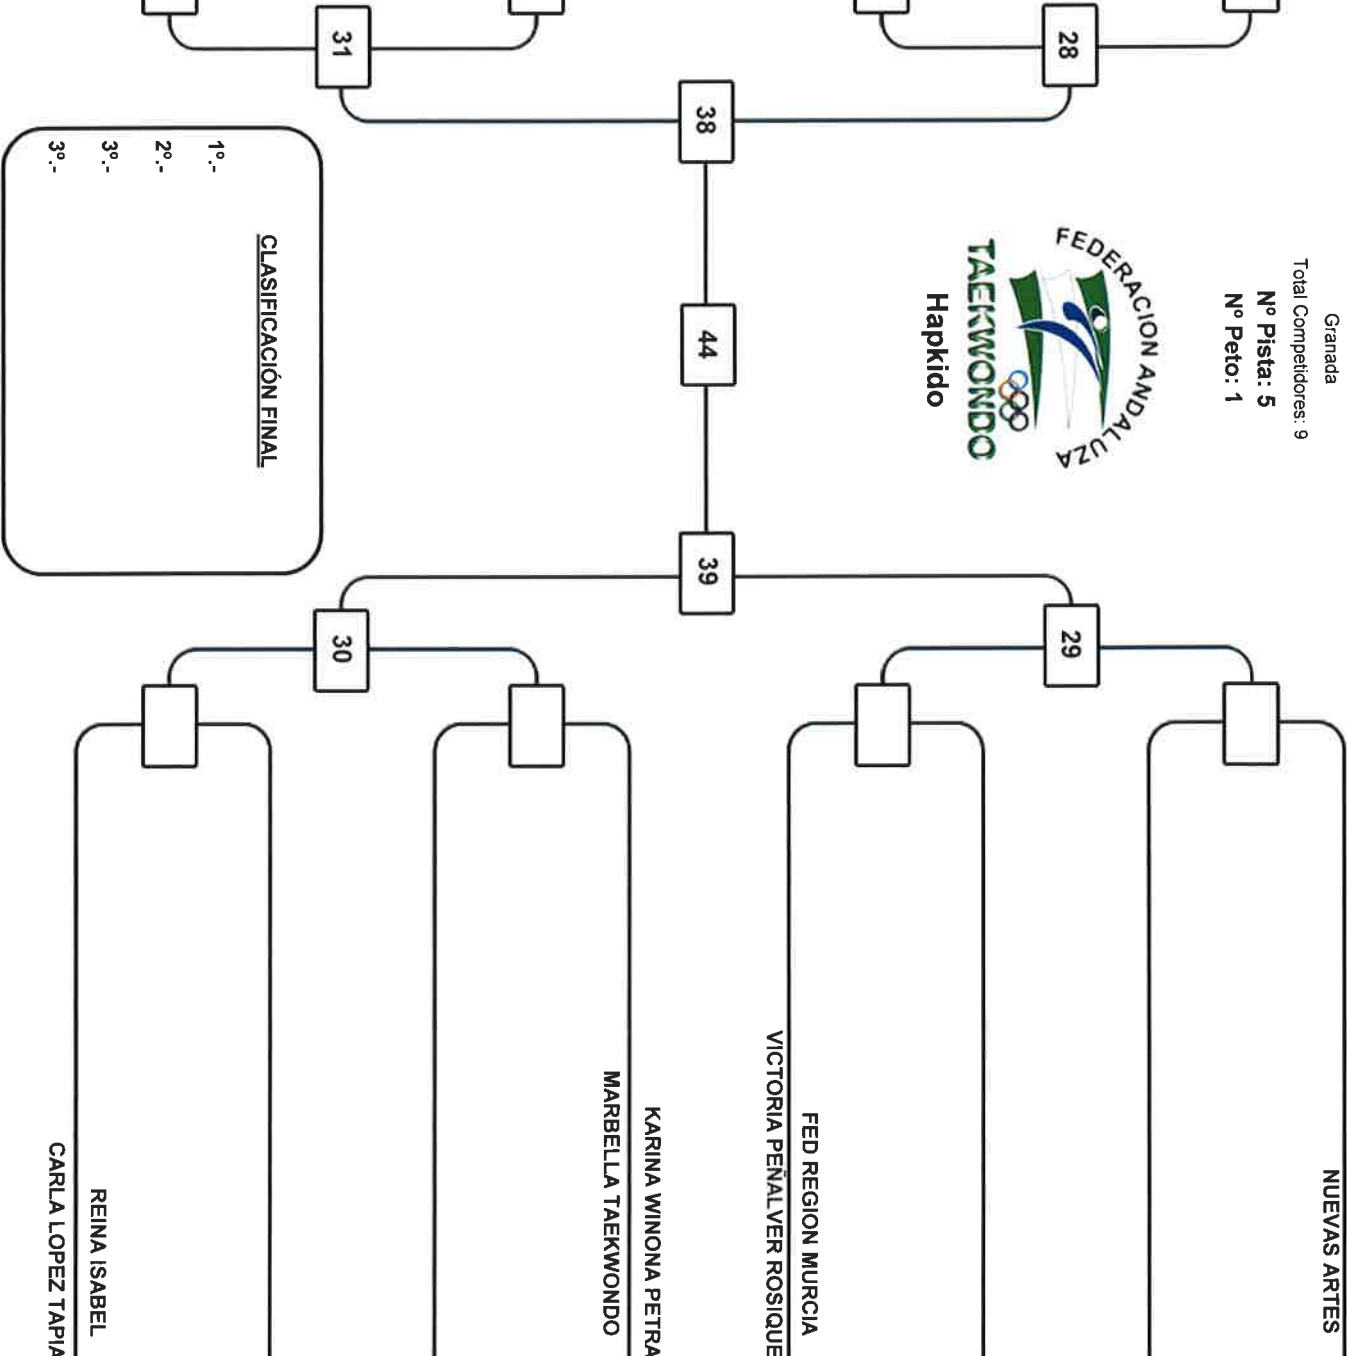 Granada
Total Competidores: 9
Nº Pista: 5
Nº Peto: 1
FEDERACION ANDALUZA
TAEKWONDO
Hapkido
NUEVAS ARTES
29
FED REGION MURCIA
VICTORIA PEÑALVER ROSIQUE
28
38
44
39
KARINA WINONA PETRA
MARBELLA TAEKWONDO
31
30
REINA ISABEL
CARLA LOPEZ TAPIA
CLASIFICACIÓN FINAL
1º.-
2º.-
3º.-
3º.-